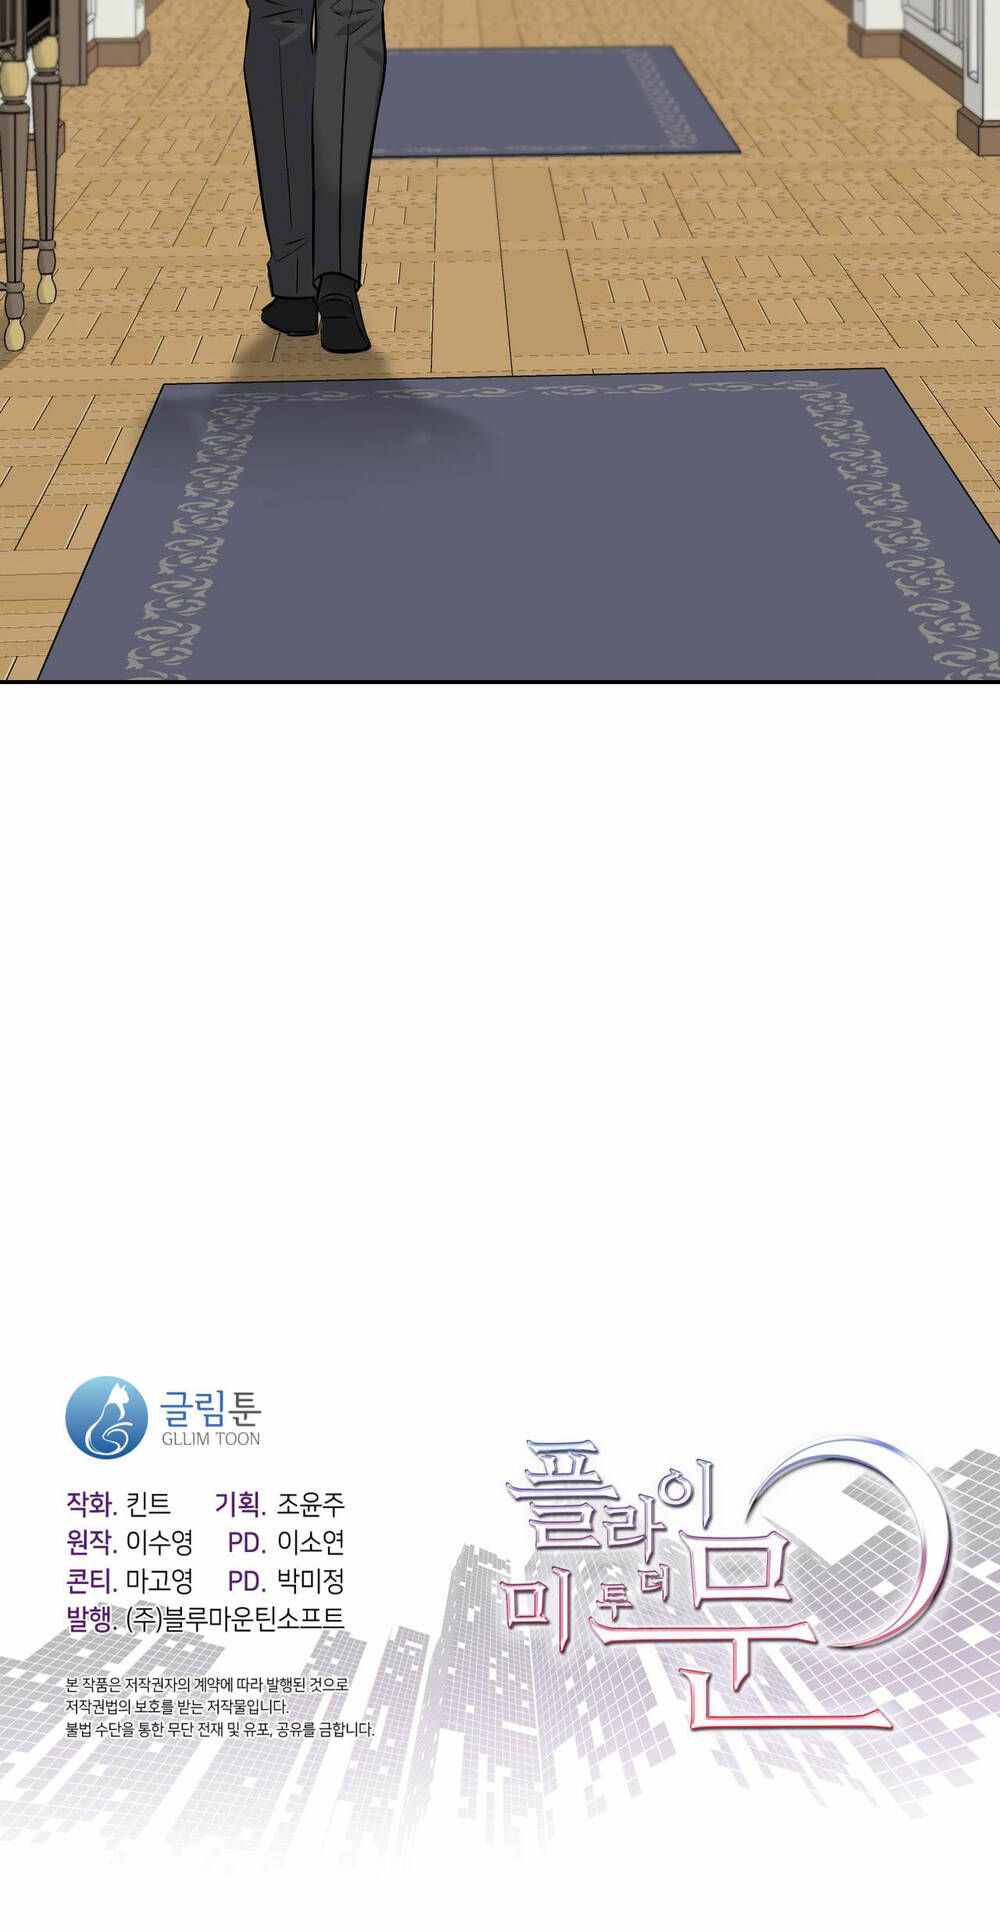 글림툰
GLLIM TOON
작화. 킨트 기획. 조윤주
원작. 이수영 PD. 이소연
콘티. 마고영 PD. 박미정
발행. (주)블루마운틴소프트
본 작품은 저작권자의 계약에 따라 발행된 것으로
저작권법의 보호를 받는 저작물입니다.
불법 수단을 통한 무단 전재 및 유포, 공유를 금합니다.
플라이
미 투 더 문